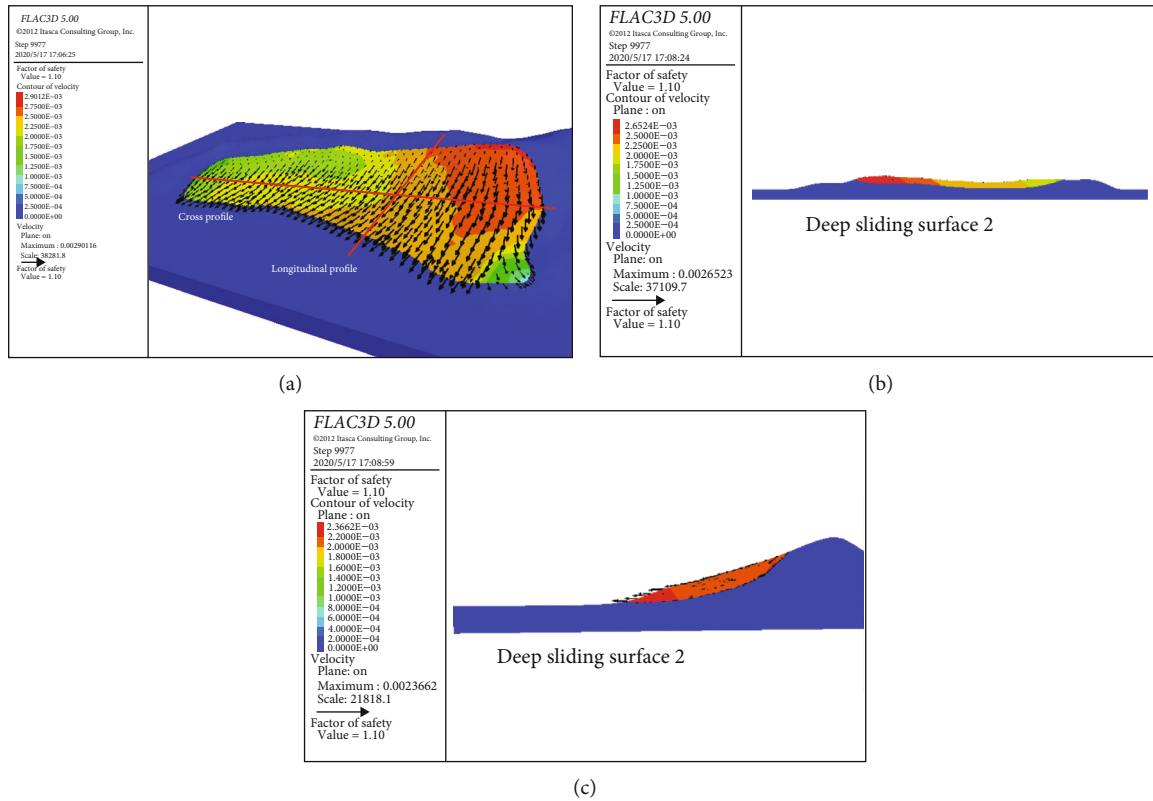 FLAC3D 5.00
©2012 Itasca Consulting Group, Inc.
Step 9977
2020/5/17 17:06:25
Factor of safety
Value = 1.10
Contour of velocity
2.9012E−03
2.7500E−03
2.5000E−03
2.2500E−03
2.0000E−03
1.7500E−03
1.5000E−03
1.2500E−03
1.0000E−03
7.5000E−04
5.0000E−04
2.5000E−04
0.0000E+00
Velocity
Plane: on
Maximum : 0.00290116
Scale: 38281.8
Factor of safety
Value = 1.10
Cross profile
Longitudinal profile
(a)
FLAC3D 5.00
©2012 Itasca Consulting Group, Inc.
Step 9977
2020/5/17 17:08:24
Factor of safety
Value = 1.10
Contour of velocity
Plane : on
2.6524E−03
2.5000E−03
2.2500E−03
2.0000E−03
1.7500E−03
1.5000E−03
1.2500E−03
1.0000E−03
7.5000E−04
5.0000E−04
2.5000E−04
0.0000E+00
Velocity
Plane: on
Maximum : 0.0026523
Scale: 37109.7
Factor of safety
Value = 1.10
Deep sliding surface 2
(b)
FLAC3D 5.00
©2012 Itasca Consulting Group, Inc.
Step 9977
2020/5/17 17:08:59
Factor of safety
Value = 1.10
Contour of velocity
Plane : on
2.3662E−03
2.2000E−03
2.0000E−03
1.8000E−03
1.6000E−03
1.4000E−03
1.2000E−03
1.0000E−03
8.0000E−04
6.0000E−04
4.0000E−04
2.0000E−04
0.0000E+00
Velocity
Plane: on
Maximum : 0.0023662
Scale: 21818.1
Factor of safety
Value = 1.10
Deep sliding surface 2
(c)